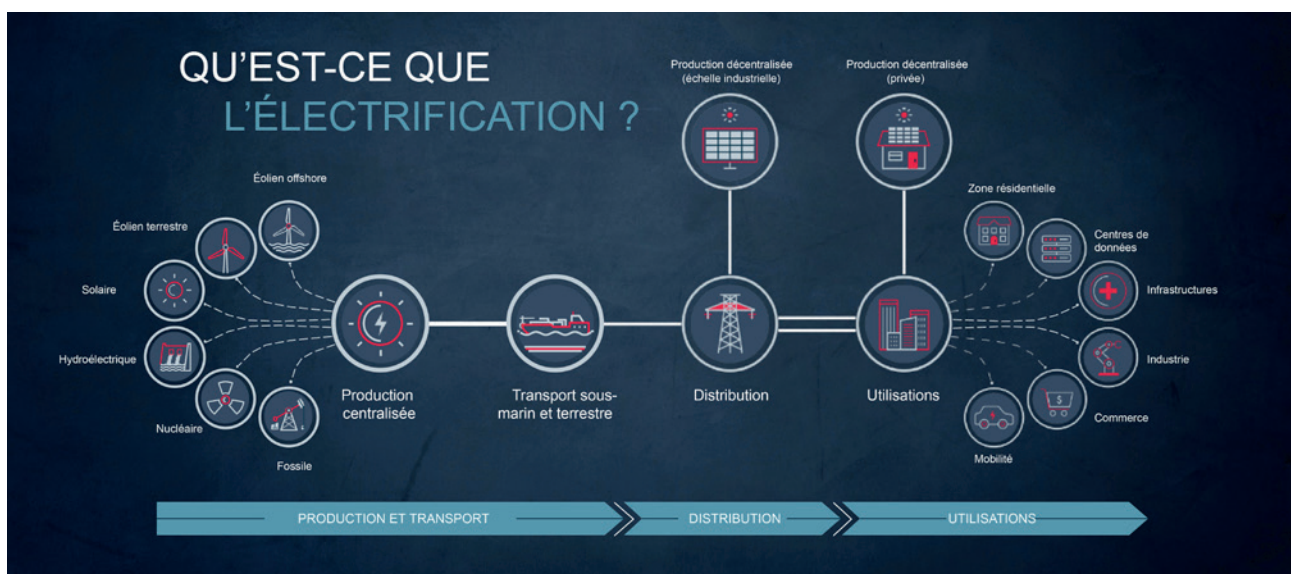 QU'EST-CE QUE
L'ÉLECTRIFICATION ?
Production décentralisée
(échelle industrielle)
Production décentralisée
(privée)
Éolien offshore
Éolien terrestre
Solaire
Hydroélectrique
Nucléaire
Fossile
Production
centralisée
Transport sous-
marin et terrestre
Distribution
Utilisations
Zone résidentielle
Centres de
données
Infrastructures
Industrie
$
Commerce
Mobilité
PRODUCTION ET TRANSPORT
DISTRIBUTION
UTILISATIONS